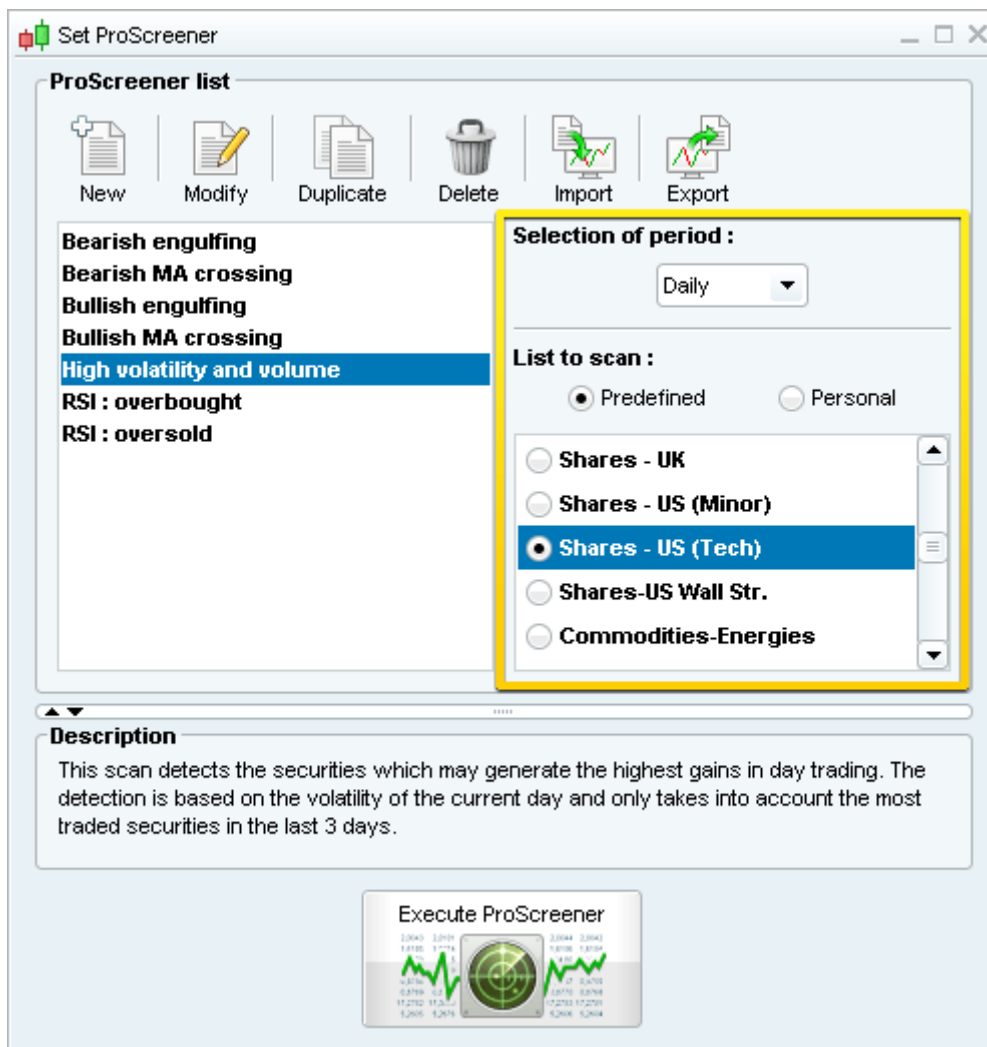 Set ProScreener
ProScreener list
New
Modify
Duplicate
Delete
Import
Export
Bearish engulfing
Bearish MA crossing
Bullish engulfing
Bullish MA crossing
High volatility and volume
RSI : overbought
RSI : oversold
Selection of period :
Daily
List to scan :
Predefined
Personal
Shares - UK
Shares - US (Minor)
Shares - US (Tech)
Shares-US Wall Str.
Commodities-Energies
Description
This scan detects the securities which may generate the highest gains in day trading. The
detection is based on the volatility of the current day and only takes into account the most
traded securities in the last 3 days.
Execute ProScreener